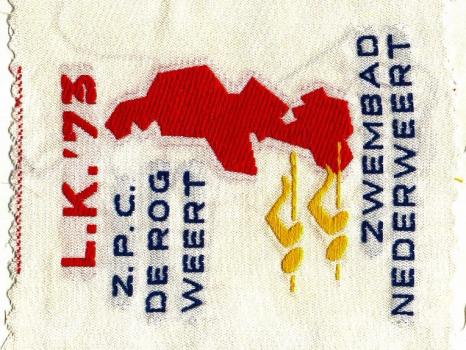 L.K.'73
Z.P.C.
DE ROG
WEERT
ZWEMBAD
NEDERWEERT